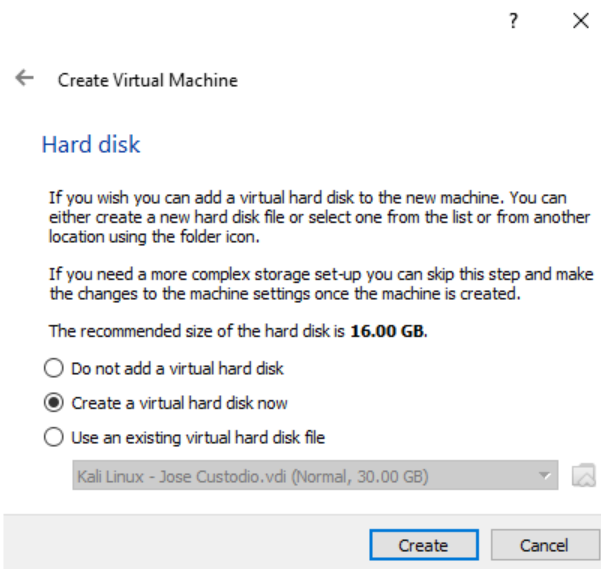 ?
Create Virtual Machine
Hard disk
If you wish you can add a virtual hard disk to the new machine. You can
either create a new hard disk file or select one from the list or from another
location using the folder icon.
If you need a more complex storage set-up you can skip this step and make
the changes to the machine settings once the machine is created.
The recommended size of the hard disk is 16.00 GB.
Do not add a virtual hard disk
Create a virtual hard disk now
Use an existing virtual hard disk file
Kali Linux - Jose Custodio.vdi (Normal, 30.00 GB)
Create Cancel